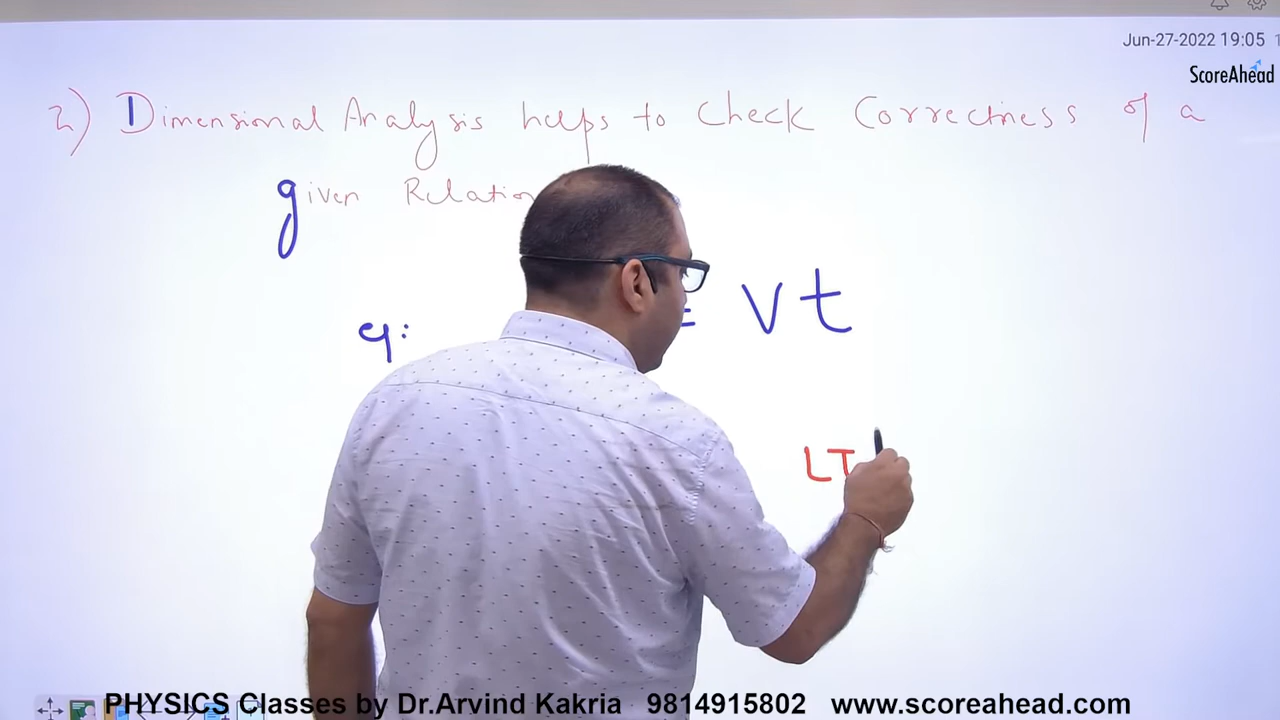 Jun-27-2022 19:05
ScoreAhead
2) Dimensional Analysis helps to Check Correctness of a
given Relation
eg: = vt
LT
PHYSICS Classes by Dr.Arvind Kakria 9814915802 www.scoreahead.com